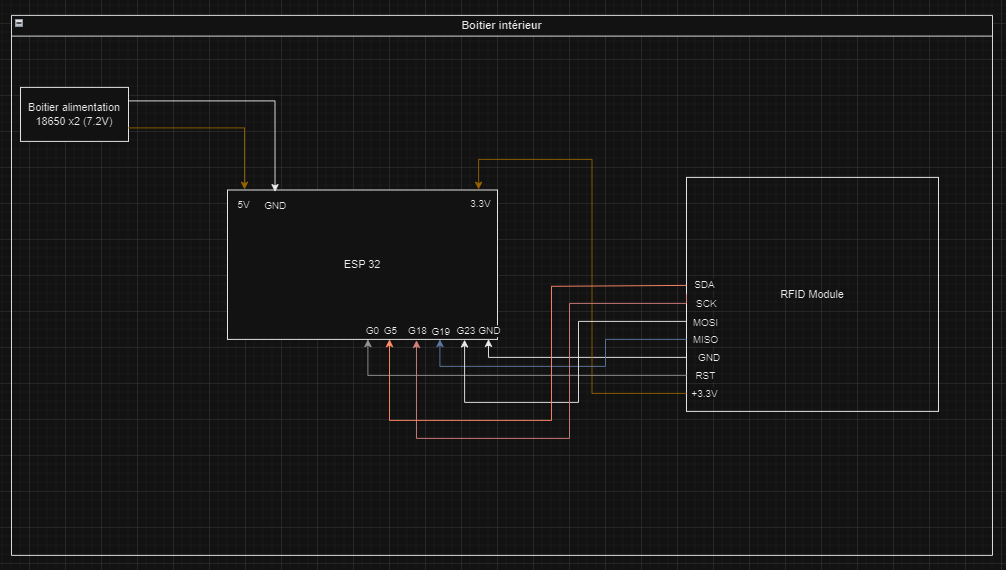 Boitier intérieur
Boitier alimentation
18650 x2 (7.2V)
5V
GND
3.3V
ESP 32
G0
G5
G18
G19
G23
GND
RFID Module
SDA
SCK
MOSI
MISO
GND
RST
+3.3V